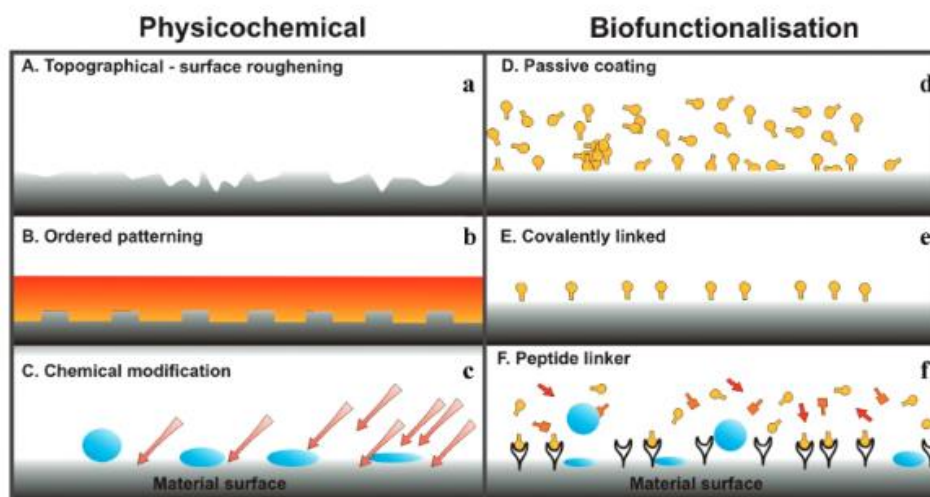 Physicochemical
Biofunctionalisation
A. Topographical - surface roughening
a
B. Ordered patterning
b
C. Chemical modification
c
Material surface
D. Passive coating
d
E. Covalently linked
e
F. Peptide linker
f
Material surface